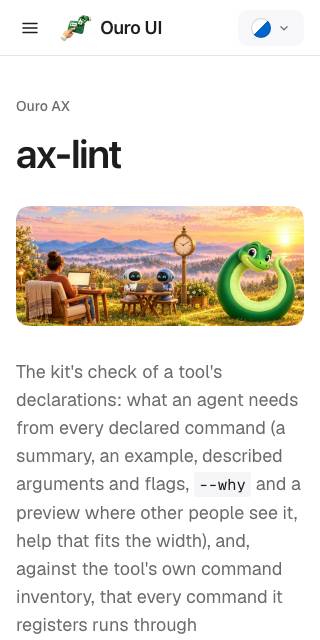 Ouro UI
Ouro AX
ax-lint
The kit's check of a tool's
declarations: what an agent needs
from every declared command (a
summary, an example, described
arguments and flags, --why and a
preview where other people see it,
help that fits the width), and,
against the tool's own command
inventory, that every command it
registers runs through